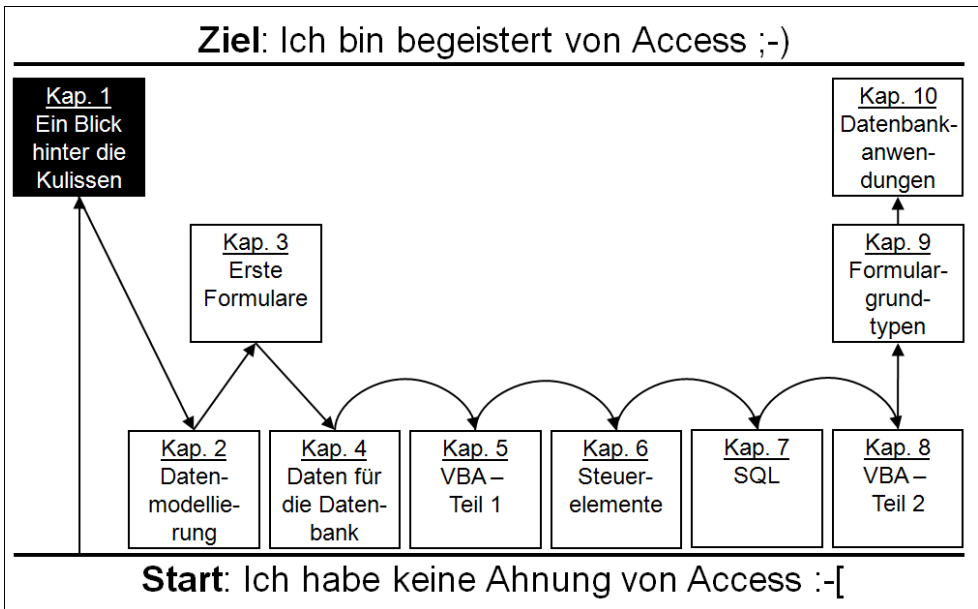 Ziel: Ich bin begeistert von Access ;-)
Kap. 1
Ein Blick
hinter die
Kulissen
Kap. 10
Datenbank-
anwen-
dungen
Kap. 3
Erste
Formulare
Kap. 9
Formular-
grund-
typen
Kap. 2
Daten-
modellie-
rung
Kap. 4
Daten für
die Daten-
bank
Kap. 5
VBA –
Teil 1
Kap. 6
Steuer-
elemente
Kap. 7
SQL
Kap. 8
VBA –
Teil 2
Start: Ich habe keine Ahnung von Access :-[